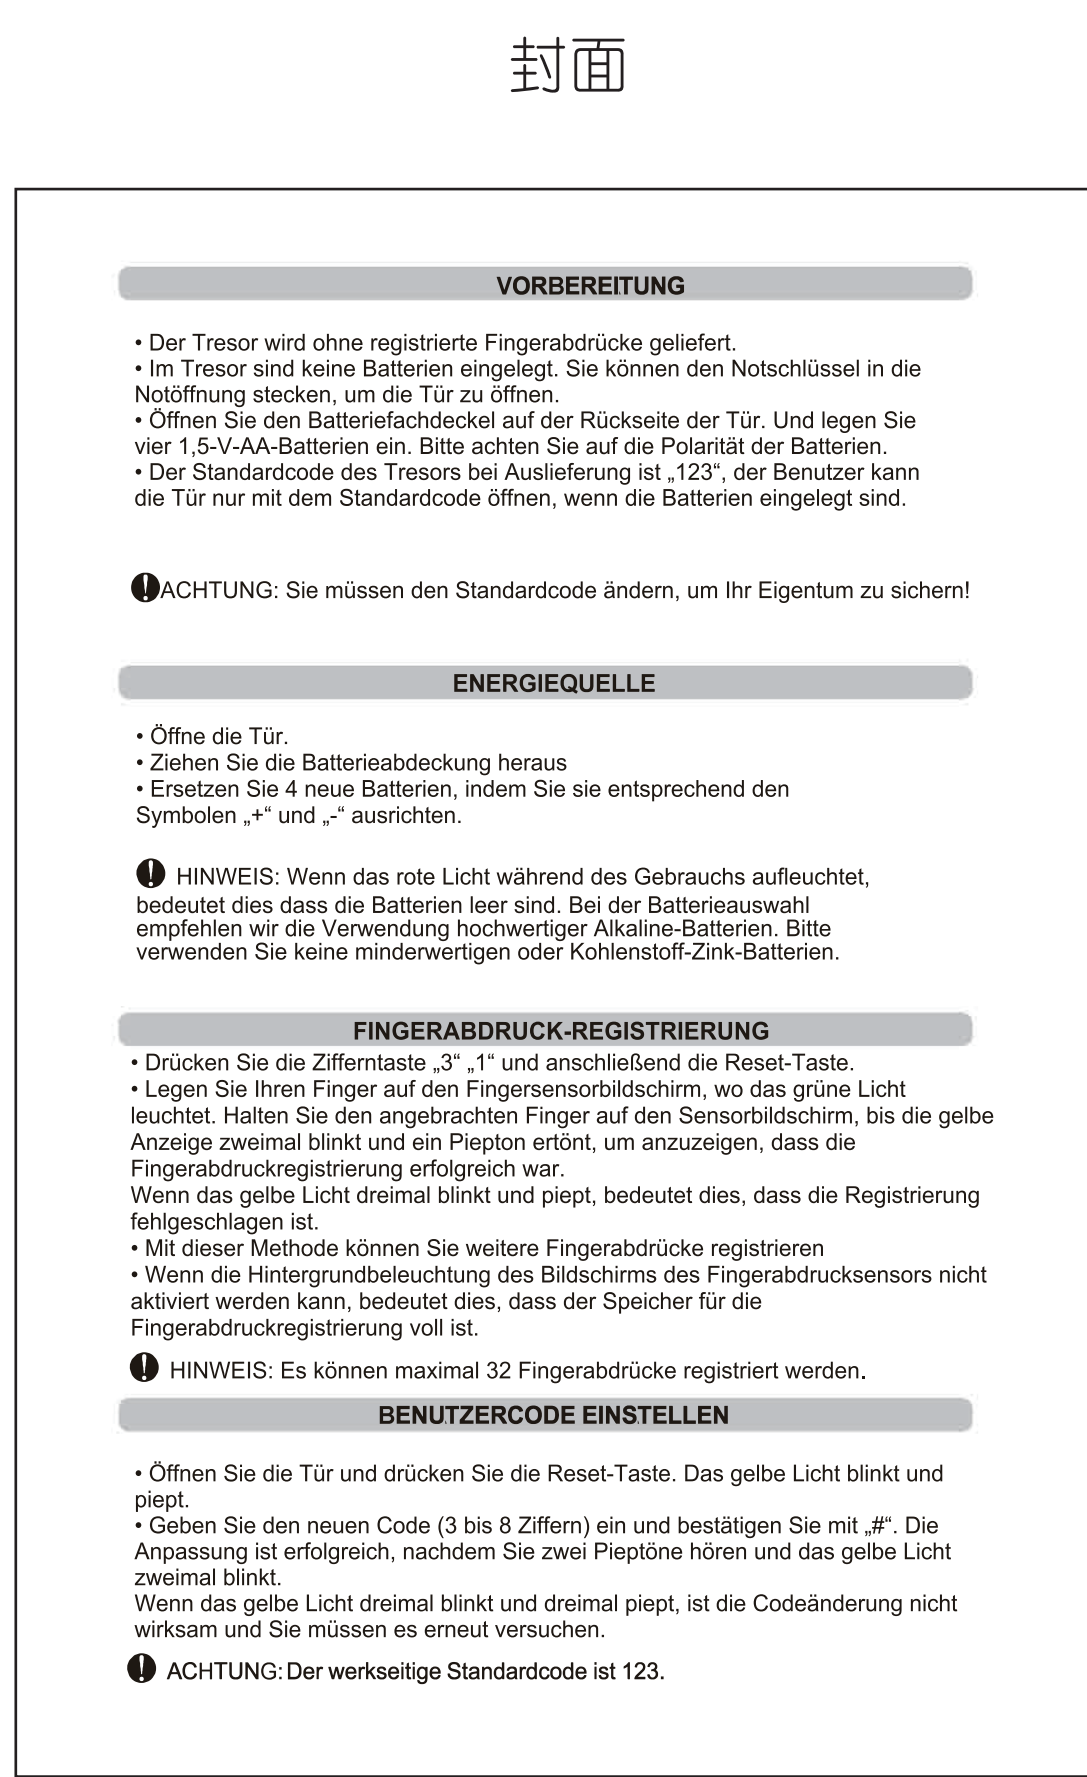 封面
VORBEREITUNG
• Der Tresor wird ohne registrierte Fingerabdrücke geliefert.
• Im Tresor sind keine Batterien eingelegt. Sie können den Notschlüssel in die
Notöffnung stecken, um die Tür zu öffnen.
• Öffnen Sie den Batteriefachdeckel auf der Rückseite der Tür. Und legen Sie
vier 1,5-V-AA-Batterien ein. Bitte achten Sie auf die Polarität der Batterien.
• Der Standardcode des Tresors bei Auslieferung ist „123“, der Benutzer kann
die Tür nur mit dem Standardcode öffnen, wenn die Batterien eingelegt sind.
ACHTUNG: Sie müssen den Standardcode ändern, um Ihr Eigentum zu sichern!
ENERGIEQUELLE
• Öffne die Tür.
• Ziehen Sie die Batterieabdeckung heraus
• Ersetzen Sie 4 neue Batterien, indem Sie sie entsprechend den
Symbolen „+“ und „-“ ausrichten.
HINWEIS: Wenn das rote Licht während des Gebrauchs aufleuchtet,
bedeutet dies dass die Batterien leer sind. Bei der Batterieauswahl
empfehlen wir die Verwendung hochwertiger Alkaline-Batterien. Bitte
verwenden Sie keine minderwertigen oder Kohlenstoff-Zink-Batterien.
FINGERABDRUCK-REGISTRIERUNG
• Drücken Sie die Zifferntaste „3“ „1“ und anschließend die Reset-Taste.
• Legen Sie Ihren Finger auf den Fingersensorbildschirm, wo das grüne Licht
leuchtet. Halten Sie den angebrachten Finger auf den Sensorbildschirm, bis die gelbe
Anzeige zweimal blinkt und ein Piepton ertönt, um anzuzeigen, dass die
Fingerabdruckregistrierung erfolgreich war.
Wenn das gelbe Licht dreimal blinkt und piept, bedeutet dies, dass die Registrierung
fehlgeschlagen ist.
• Mit dieser Methode können Sie weitere Fingerabdrücke registrieren
• Wenn die Hintergrundbeleuchtung des Bildschirms des Fingerabdrucksensors nicht
aktiviert werden kann, bedeutet dies, dass der Speicher für die
Fingerabdruckregistrierung voll ist.
HINWEIS: Es können maximal 32 Fingerabdrücke registriert werden.
BENUTZERCODE EINSTELLEN
• Öffnen Sie die Tür und drücken Sie die Reset-Taste. Das gelbe Licht blinkt und
piept.
• Geben Sie den neuen Code (3 bis 8 Ziffern) ein und bestätigen Sie mit „#“. Die
Anpassung ist erfolgreich, nachdem Sie zwei Pieptöne hören und das gelbe Licht
zweimal blinkt.
Wenn das gelbe Licht dreimal blinkt und dreimal piept, ist die Codeänderung nicht
wirksam und Sie müssen es erneut versuchen.
ACHTUNG: Der werkseitige Standardcode ist 123.